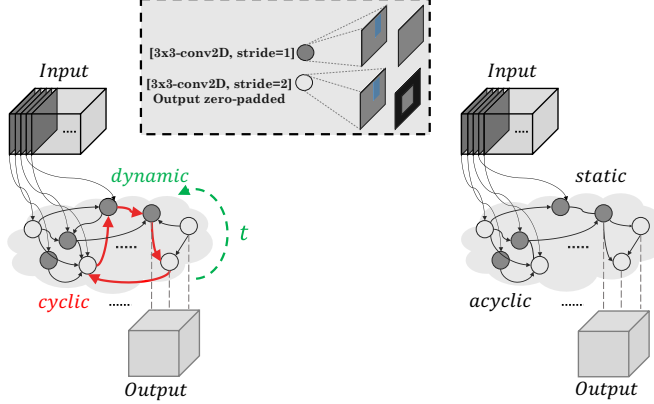 [3x3-conv2D, stride=1]
[3x3-conv2D, stride=2]
Output zero-padded
Input
....
dynamic
t
.....
cyclic
......
Output
Input
....
static
.....
acyclic
......
Output